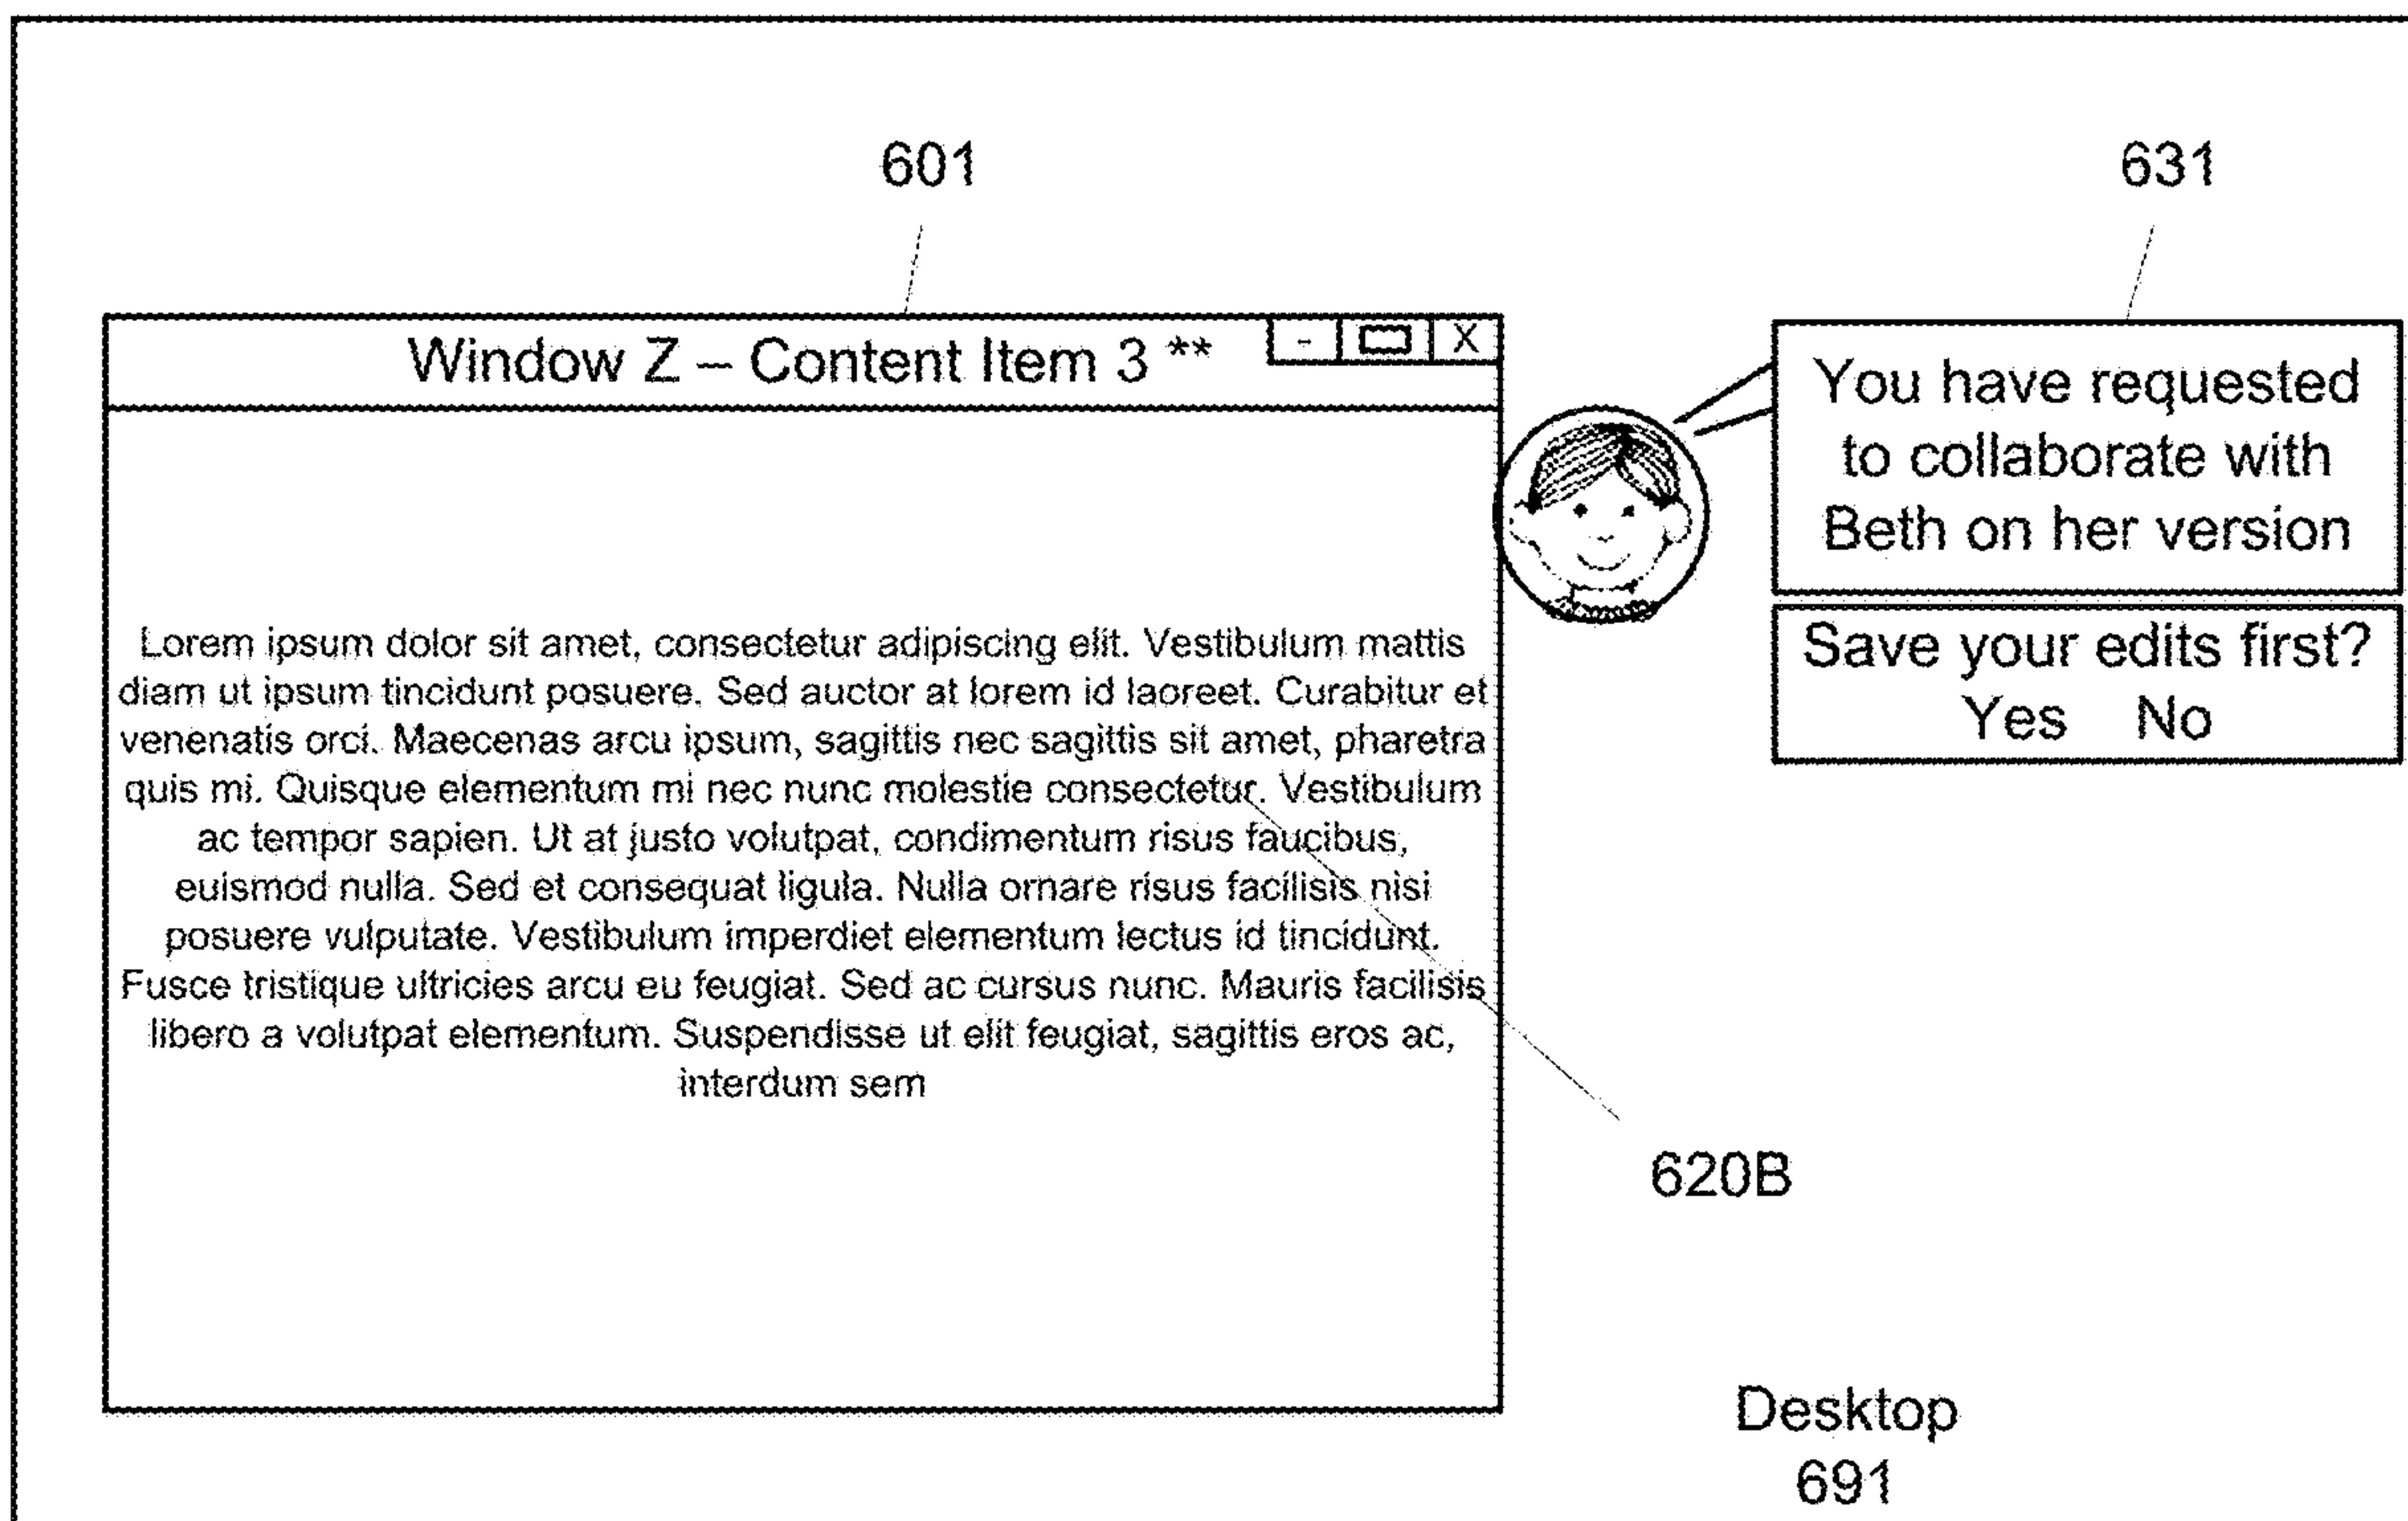 601
631
Window Z – Content Item 3 **
- X
You have requested
to collaborate with
Beth on her version
Save your edits first?
Yes No
Lorem ipsum dolor sit amet, consectetur adipiscing elit. Vestibulum mattis
diam ut ipsum tincidunt posuere. Sed auctor at lorem id laoreet. Curabitur et
venenatis orci. Maecenas arcu ipsum, sagittis nec sagittis sit amet, pharetra
quis mi. Quisque elementum mi nec nunc molestie consectetur. Vestibulum
ac tempor sapien. Ut at justo volutpat, condimentum risus faucibus,
euismod nulla. Sed et consequat ligula. Nulla ornare risus facilisis nisi
posuere vulputate. Vestibulum imperdiet elementum lectus id tincidunt.
Fusce tristique ultricies arcu eu feugiat. Sed ac cursus nunc. Mauris facilisis
libero a volutpat elementum. Suspendisse ut elit feugiat, sagittis eros ac,
interdum sem
620B
Desktop
691